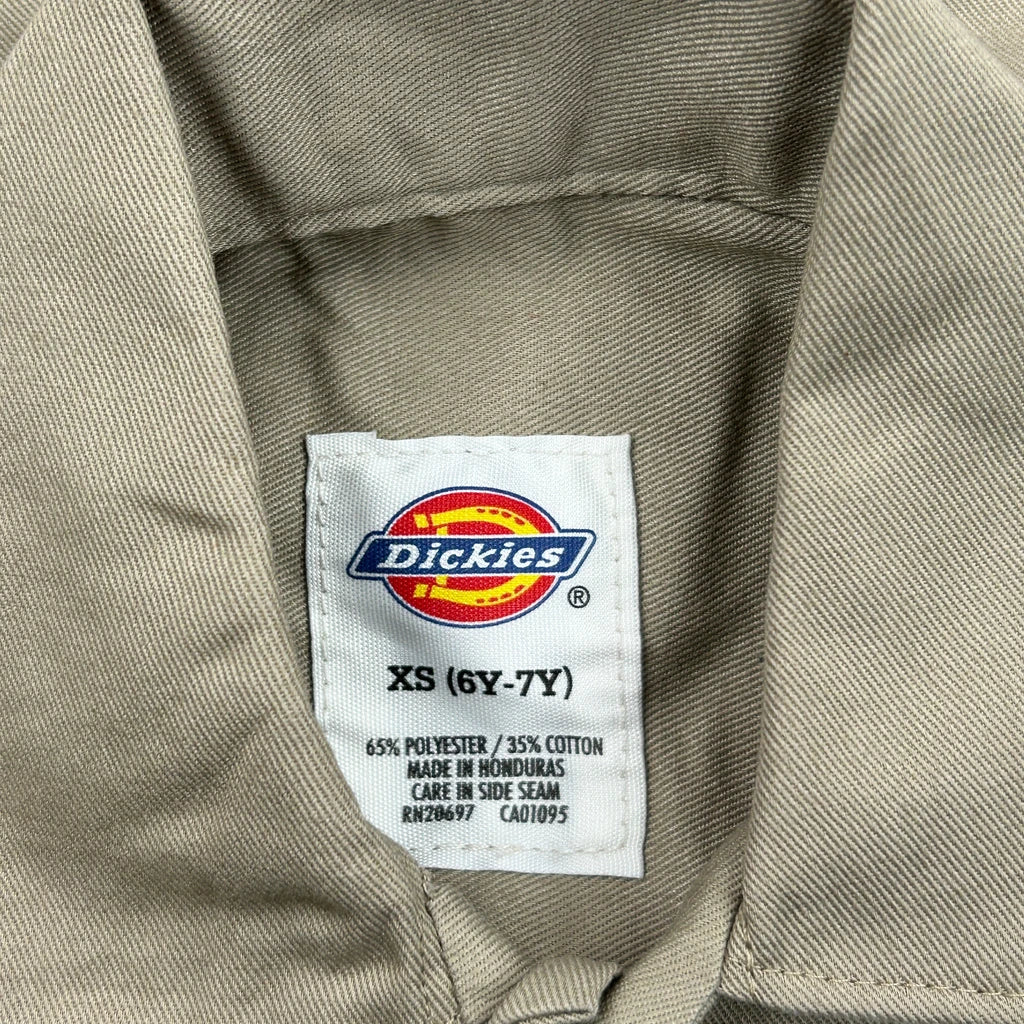 Dickies
®
XS (6Y-7Y)
65% POLYESTER / 35% COTTON
MADE IN HONDURAS
CARE IN SIDE SEAM
RN20697 CA01095